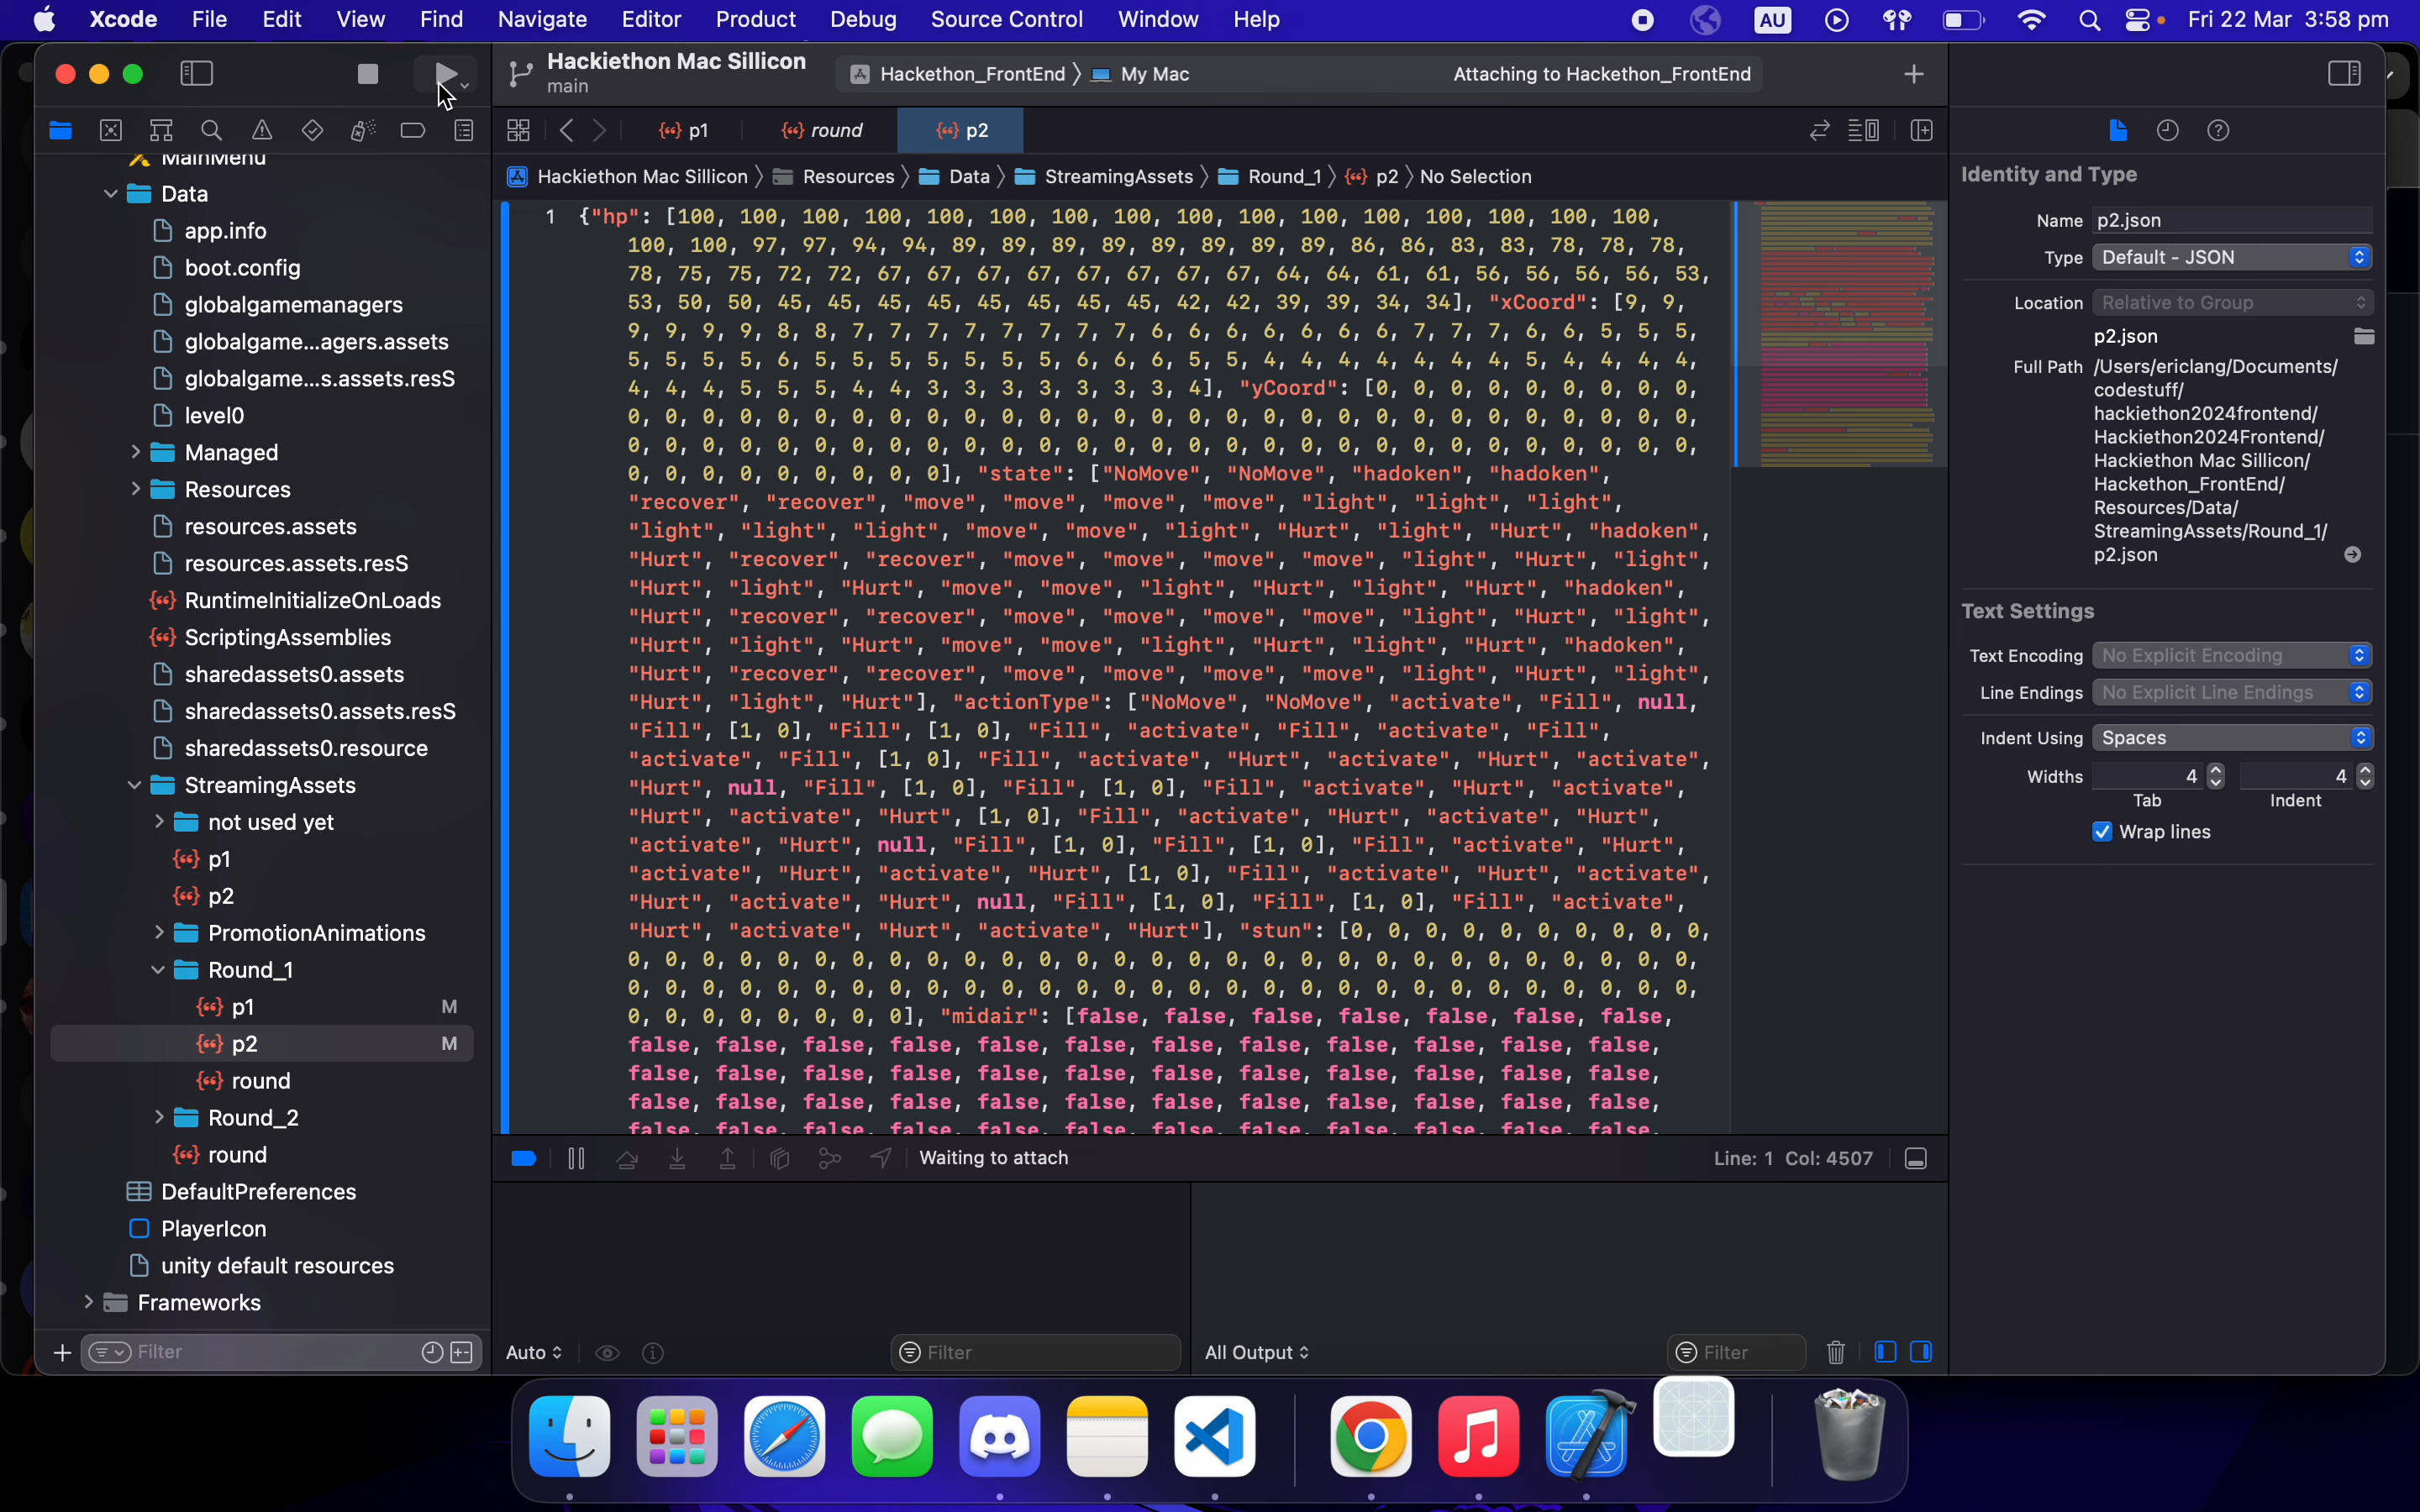 Xcode File Edit View Find Navigate Editor Product Debug Source Control Window Help AU Fri 22 Mar 3:58 pm
Hackiethon Mac Sillicon
main
Hackethon_FrontEnd My Mac Attaching to Hackethon_FrontEnd
p1 round p2
Hackiethon Mac Sillicon Resources Data StreamingAssets Round_1 p2 No Selection
MainMenu
Data
app.info
boot.config
globalgamemanagers
globalgame...agers.assets
globalgame...s.assets.resS
level0
Managed
Resources
resources.assets
resources.assets.resS
RuntimeInitializeOnLoads
ScriptingAssemblies
sharedassets0.assets
sharedassets0.assets.resS
sharedassets0.resource
StreamingAssets
not used yet
p1
p2
PromotionAnimations
Round_1
p1 M
p2 M
round
Round_2
round
DefaultPreferences
PlayerIcon
unity default resources
Frameworks
Filter
1 {"hp": [100, 100, 100, 100, 100, 100, 100, 100, 100, 100, 100, 100, 100, 100, 100, 100,
100, 100, 97, 97, 94, 94, 89, 89, 89, 89, 89, 89, 89, 89, 86, 86, 83, 83, 78, 78, 78,
78, 75, 75, 72, 72, 67, 67, 67, 67, 67, 67, 67, 67, 64, 64, 61, 61, 56, 56, 56, 56, 53,
53, 50, 50, 45, 45, 45, 45, 45, 45, 45, 45, 42, 42, 39, 39, 34, 34], "xCoord": [9, 9,
9, 9, 9, 9, 8, 8, 7, 7, 7, 7, 7, 7, 7, 7, 6, 6, 6, 6, 6, 6, 6, 7, 7, 7, 6, 6, 5, 5, 5,
5, 5, 5, 5, 6, 5, 5, 5, 5, 5, 5, 5, 6, 6, 6, 5, 5, 4, 4, 4, 4, 4, 4, 4, 5, 4, 4, 4, 4,
4, 4, 4, 5, 5, 5, 4, 4, 3, 3, 3, 3, 3, 3, 3, 4], "yCoord": [0, 0, 0, 0, 0, 0, 0, 0, 0,
0, 0, 0, 0, 0, 0, 0, 0, 0, 0, 0, 0, 0, 0, 0, 0, 0, 0, 0, 0, 0, 0, 0, 0, 0, 0, 0, 0, 0,
0, 0, 0, 0, 0, 0, 0, 0, 0, 0, 0, 0, 0, 0, 0, 0, 0, 0, 0, 0, 0, 0, 0, 0, 0, 0, 0, 0, 0,
0, 0, 0, 0, 0, 0, 0, 0, 0], "state": ["NoMove", "NoMove", "hadoken", "hadoken",
"recover", "recover", "move", "move", "move", "move", "light", "light", "light",
"light", "light", "light", "move", "move", "light", "Hurt", "light", "Hurt", "hadoken",
"Hurt", "recover", "recover", "move", "move", "move", "move", "light", "Hurt", "light",
"Hurt", "light", "Hurt", "move", "move", "light", "Hurt", "light", "Hurt", "hadoken",
"Hurt", "recover", "recover", "move", "move", "move", "move", "light", "Hurt", "light",
"Hurt", "light", "Hurt", "move", "move", "light", "Hurt", "light", "Hurt", "hadoken",
"Hurt", "recover", "recover", "move", "move", "move", "move", "light", "Hurt", "light",
"Hurt", "light", "Hurt"], "actionType": ["NoMove", "NoMove", "activate", "Fill", null,
"Fill", [1, 0], "Fill", [1, 0], "Fill", "activate", "Fill", "activate", "Fill",
"activate", "Fill", [1, 0], "Fill", "activate", "Hurt", "activate", "Hurt", "activate",
"Hurt", null, "Fill", [1, 0], "Fill", [1, 0], "Fill", "activate", "Hurt", "activate",
"Hurt", "activate", "Hurt", [1, 0], "Fill", "activate", "Hurt", "activate", "Hurt",
"activate", "Hurt", null, "Fill", [1, 0], "Fill", [1, 0], "Fill", "activate", "Hurt",
"activate", "Hurt", "activate", "Hurt", [1, 0], "Fill", "activate", "Hurt", "activate",
"Hurt", "activate", "Hurt", null, "Fill", [1, 0], "Fill", [1, 0], "Fill", "activate",
"Hurt", "activate", "Hurt", "activate", "Hurt"], "stun": [0, 0, 0, 0, 0, 0, 0, 0, 0, 0,
0, 0, 0, 0, 0, 0, 0, 0, 0, 0, 0, 0, 0, 0, 0, 0, 0, 0, 0, 0, 0, 0, 0, 0, 0, 0, 0, 0, 0,
0, 0, 0, 0, 0, 0, 0, 0, 0, 0, 0, 0, 0, 0, 0, 0, 0, 0, 0, 0, 0, 0, 0, 0, 0, 0, 0, 0, 0,
0, 0, 0, 0, 0, 0, 0, 0], "midair": [false, false, false, false, false, false, false,
false, false, false, false, false, false, false, false, false, false, false, false,
false, false, false, false, false, false, false, false, false, false, false, false,
false, false, false, false, false, false, false, false, false, false, false, false,
false, false, false, false, false, false, false, false, false, false, false, false,
Waiting to attach Line: 1 Col: 4507
Auto Filter All Output Filter
Identity and Type
Name p2.json
Type Default - JSON
Location Relative to Group
p2.json
Full Path /Users/ericlang/Documents/
codestuff/
hackiethon2024frontend/
Hackiethon2024Frontend/
Hackiethon Mac Sillicon/
Hackethon_FrontEnd/
Resources/Data/
StreamingAssets/Round_1/
p2.json
Text Settings
Text Encoding No Explicit Encoding
Line Endings No Explicit Line Endings
Indent Using Spaces
Widths 4 4
Tab Indent
Wrap lines